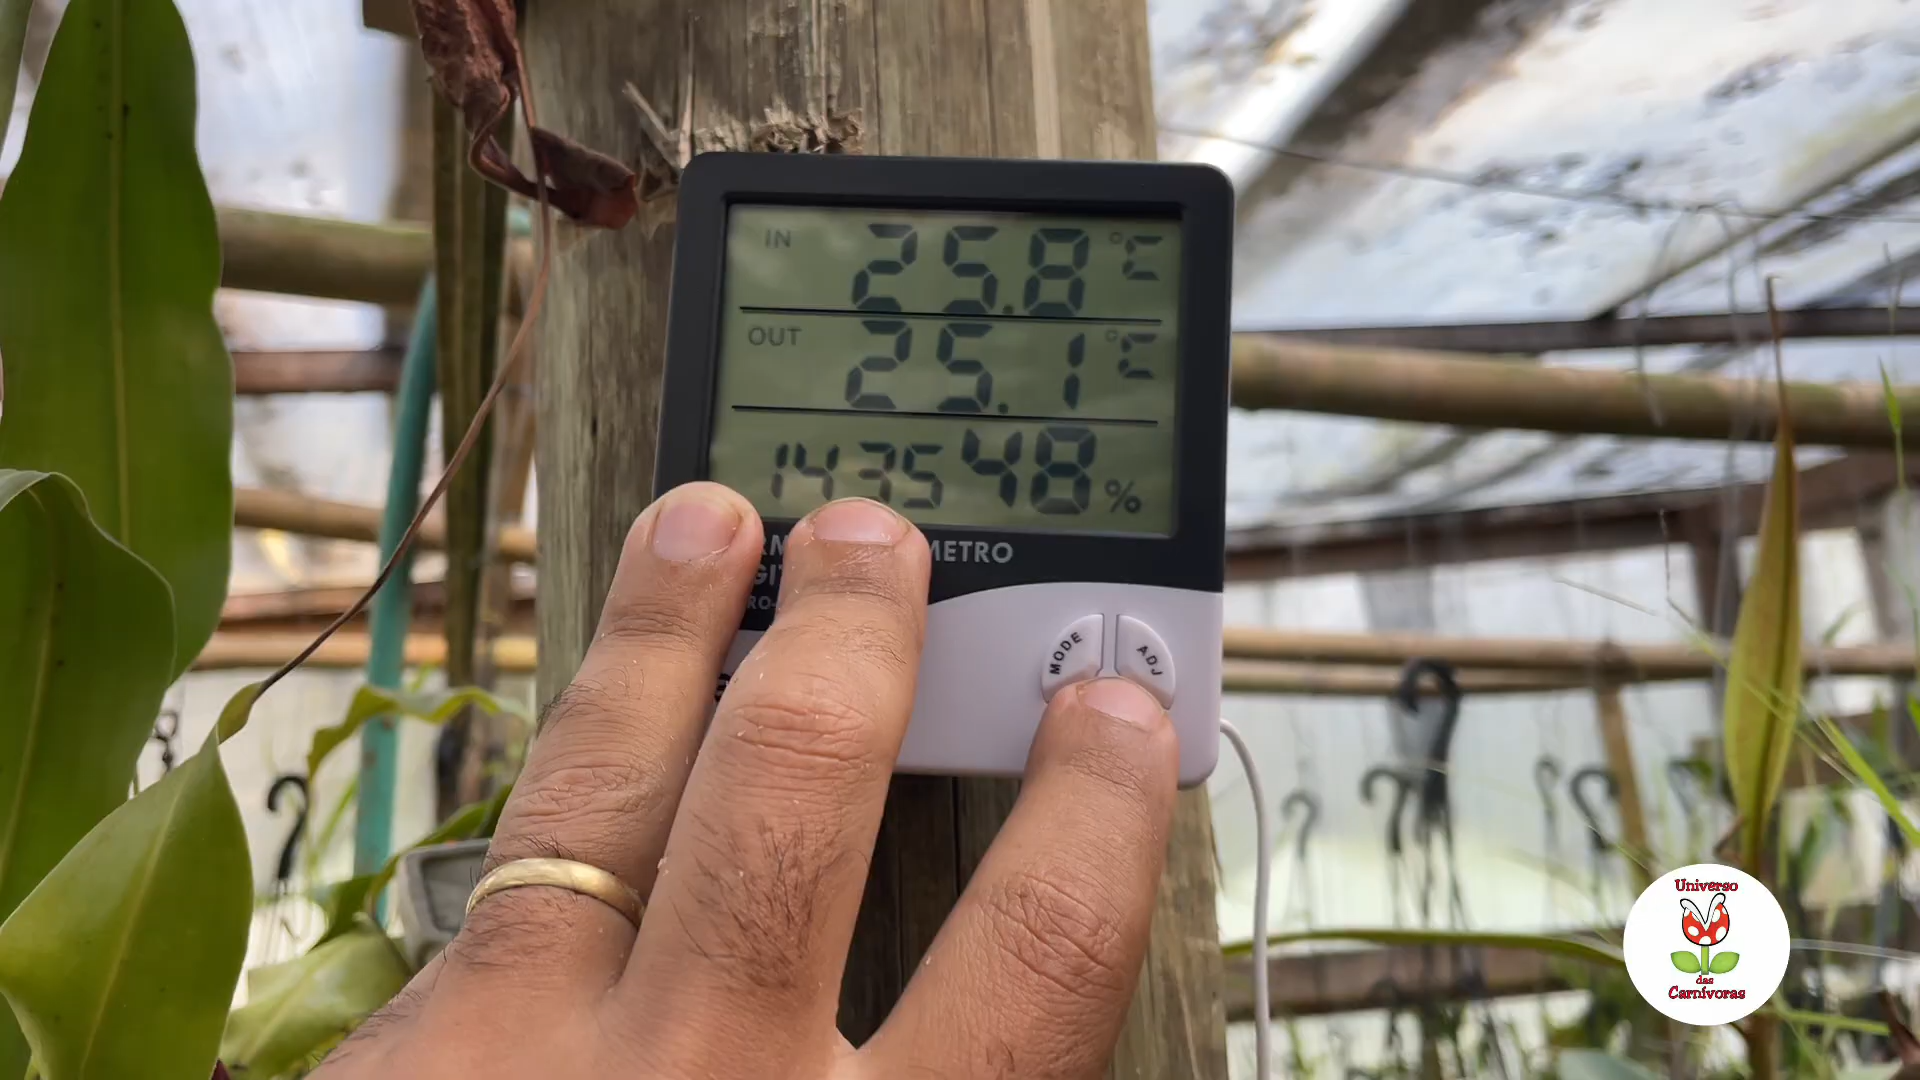 IN 25.8 °C
OUT 25.1 °C
1435 48 %
METRO
MODE ADJ
Universo
das
Carnívoras